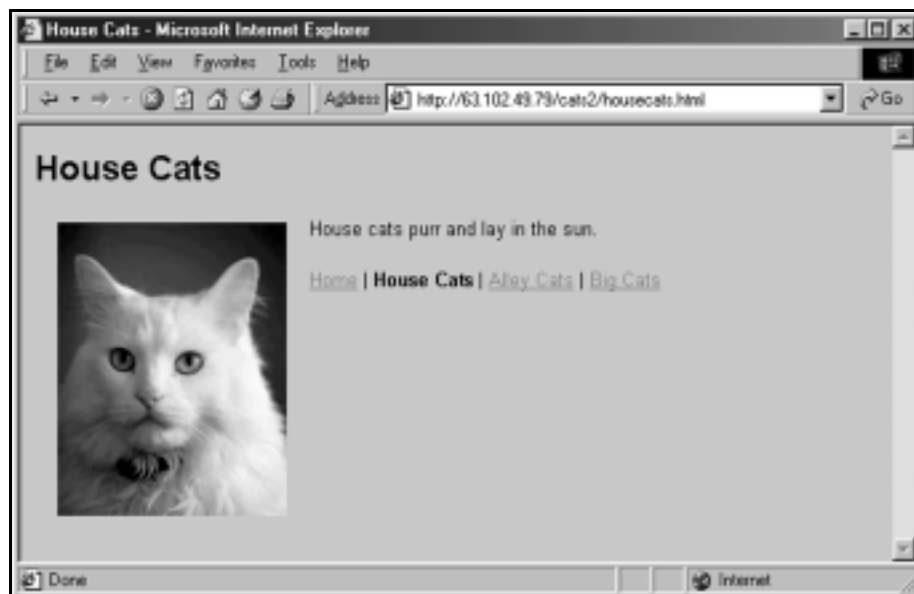 House Cats - Microsoft Internet Explorer
File Edit View Favorites Tools Help
Address http://63.102.49.79/cats2/housecats.html Go
House Cats
House cats purr and lay in the sun.
Home | House Cats | Alley Cats | Big Cats
Done Internet